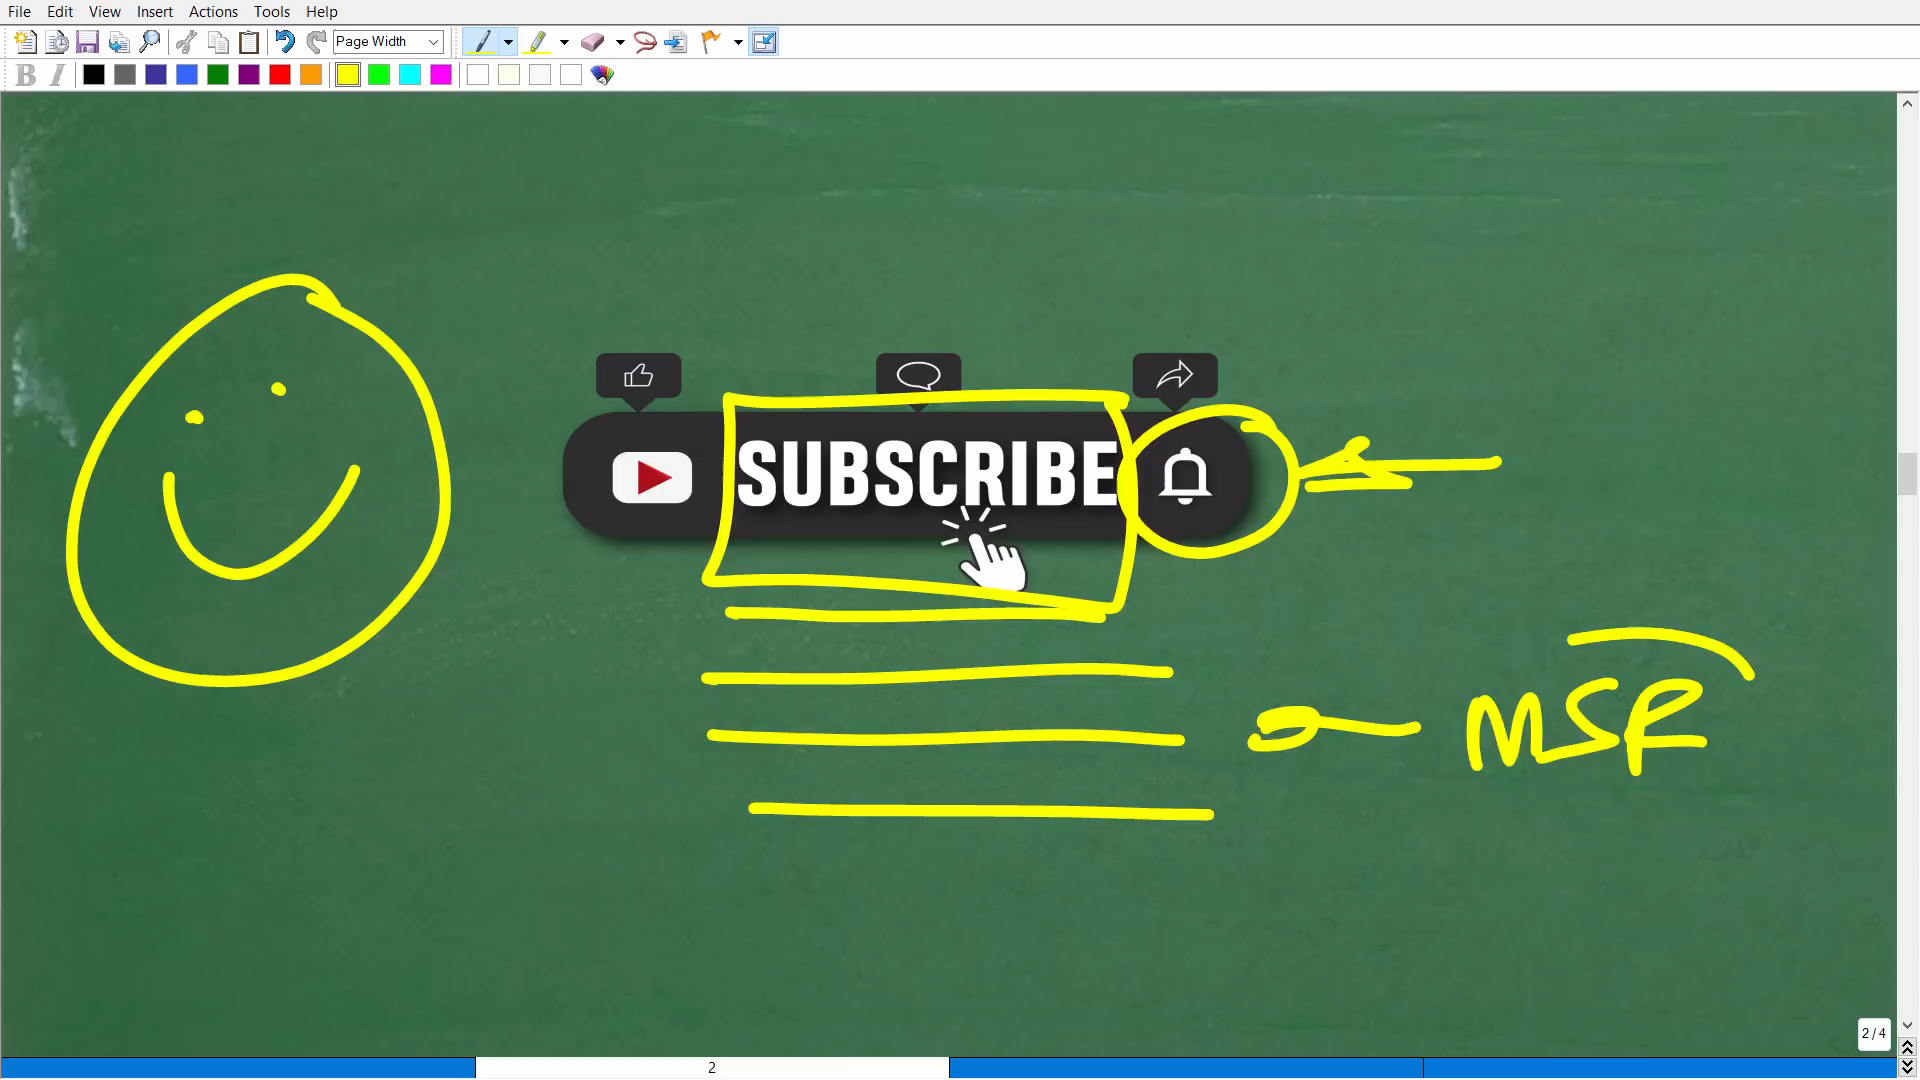 File Edit View Insert Actions Tools Help
Page Width
B I
SUBSCRIBE
MSR
2 / 4
2